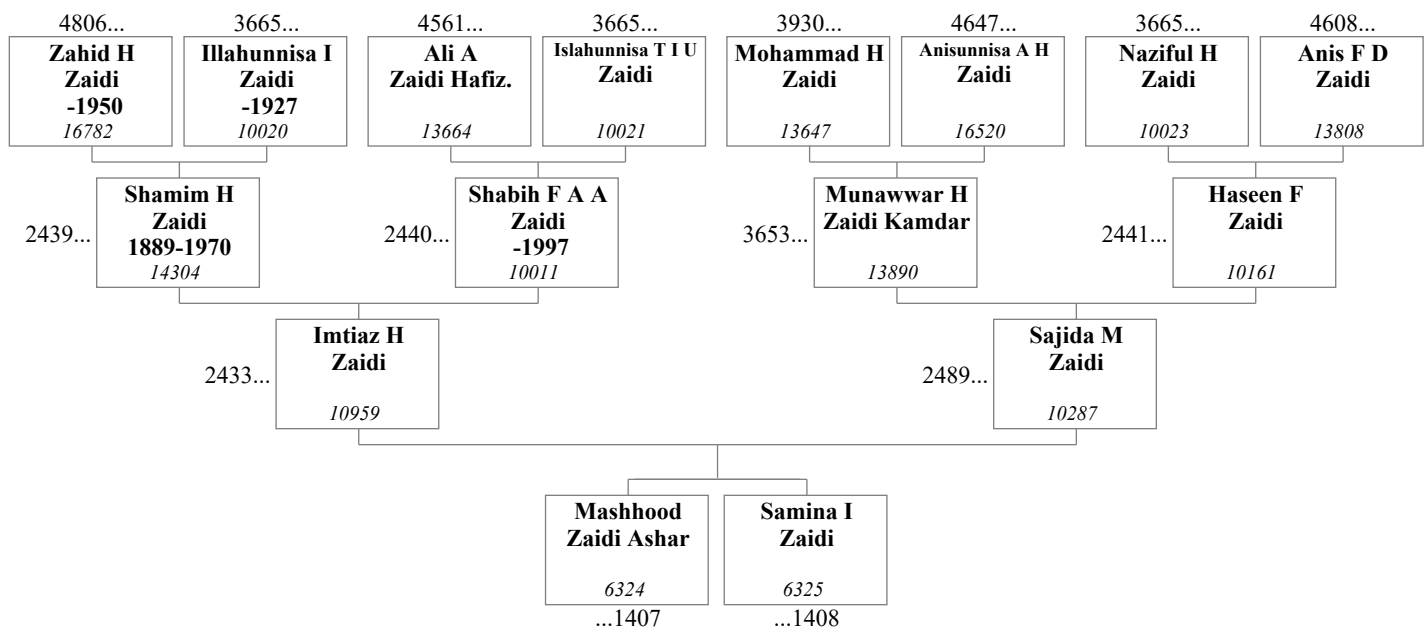 4806... 3665... 4561... 3665... 3930... 4647... 3665... 4608...
Zahid H Illahunnisa I Ali A Islahunnisa T I U Mohammad H Anisunnisa A H Naziful H Anis F D
Zaidi Zaidi Zaidi Hafiz. Zaidi Zaidi Zaidi Zaidi Zaidi
-1950 -1927
16782 10020 13664 10021 13647 16520 10023 13808
Shamim H Shabih F A A Munawwar H Haseen F
Zaidi Zaidi Zaidi Kamdar Zaidi
2439... 1889-1970 2440... -1997 3653... 2441...
14304 10011 13890 10161
Imtiaz H Sajida M
Zaidi Zaidi
2433... 2489...
10959 10287
Mashhood Samina I
Zaidi Ashar Zaidi
6324 6325
...1407 ...1408